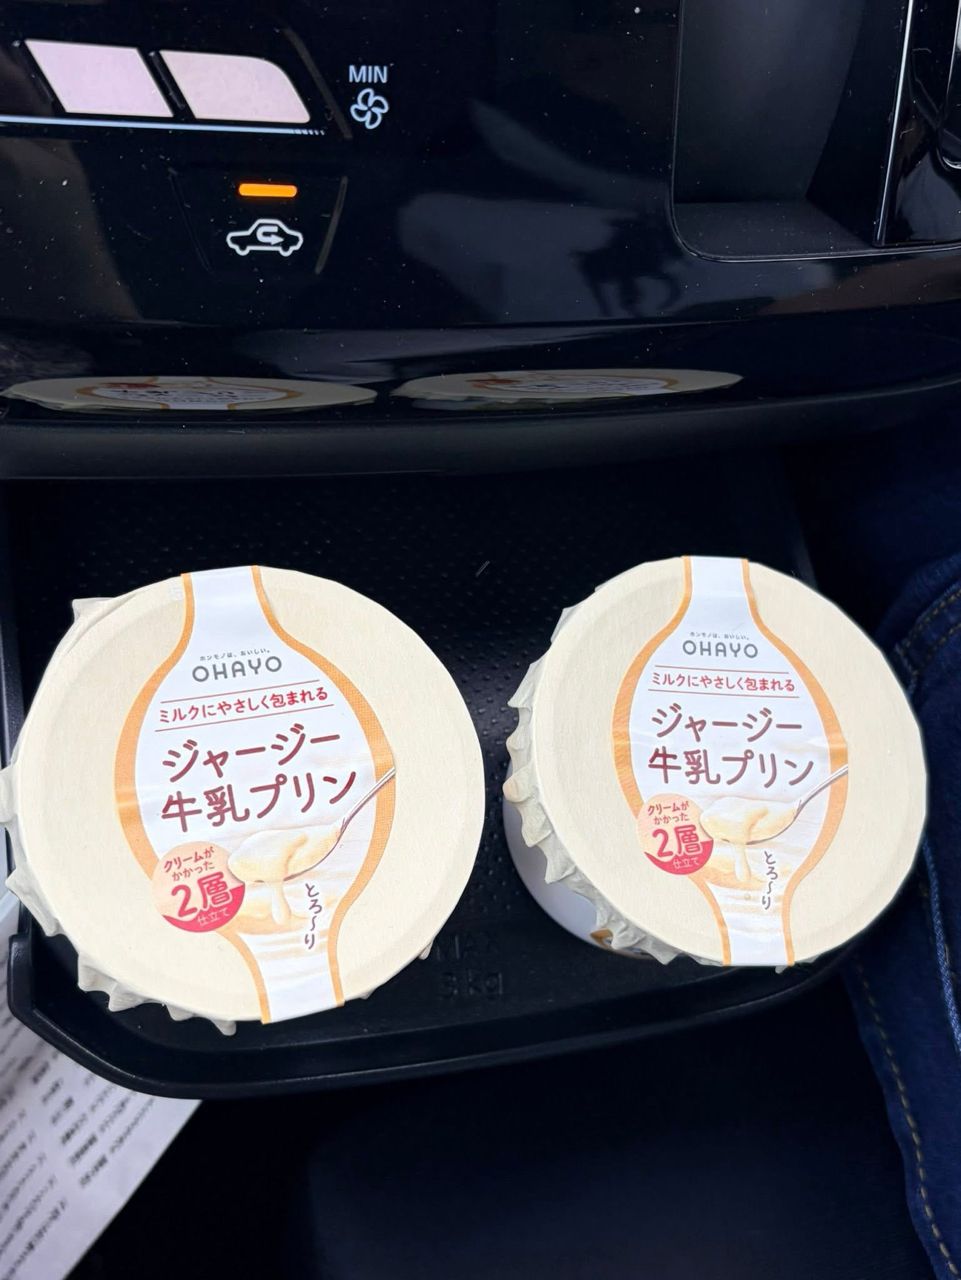 MIN
ホンモノは、おいしい。
OHAYO
ミルクにやさしく包まれる
ジャージー
牛乳プリン
クリームが
かかった
2層
仕立て
とろ〜り
ホンモノは、おいしい。
OHAYO
ミルクにやさしく包まれる
ジャージー
牛乳プリン
クリームが
かかった
2層
仕立て
とろ〜り
MAX
3kg